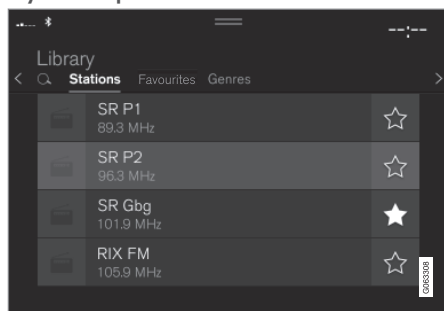 --:--
Library
Stations Favourites Genres
SR P1
89.3 MHz
SR P2
96.3 MHz
SR Gbg
101.9 MHz
RIX FM
105.9 MHz
G063308